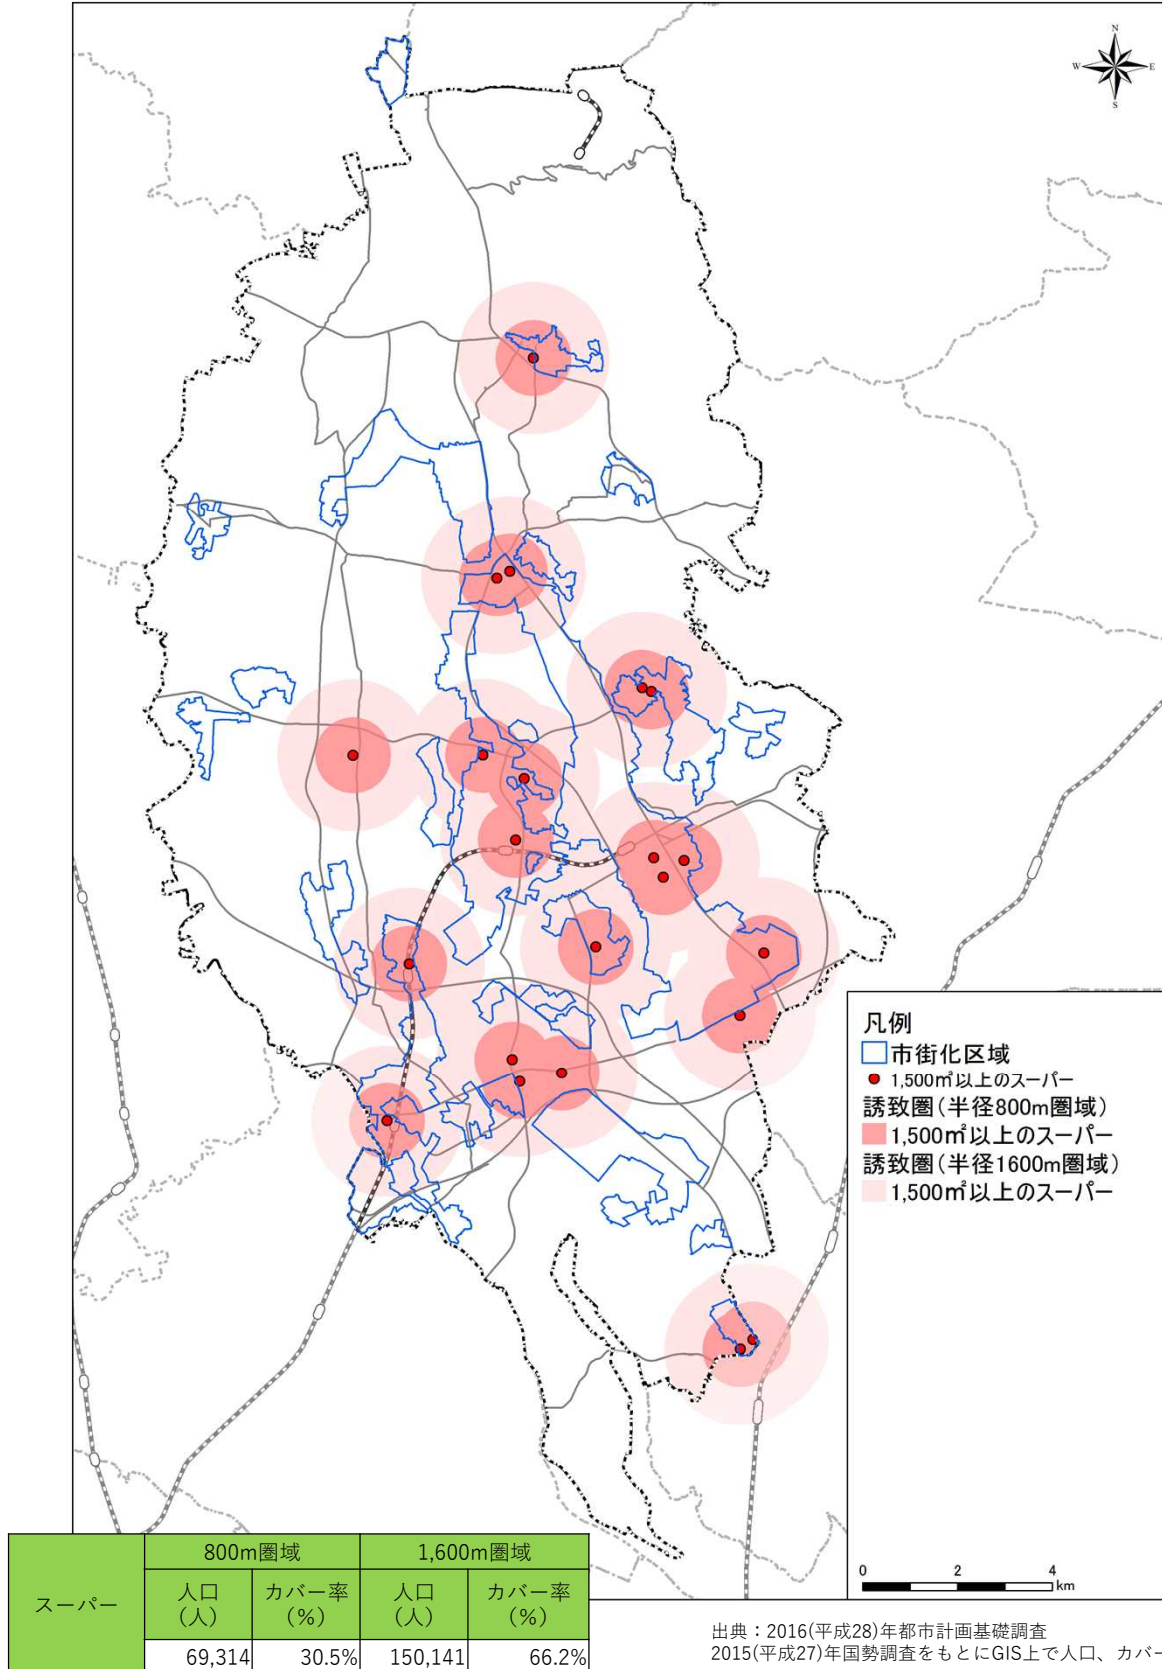 N
W
E
S
凡例
市街化区域
1,500㎡以上のスーパー
誘致圏(半径800m圏域)
1,500㎡以上のスーパー
誘致圏(半径1600m圏域)
1,500㎡以上のスーパー
0 2 4
km
スーパー
800m圏域 1,600m圏域
人口 カバー率 人口 カバー率
(人) (%) (人) (%)
69,314 30.5% 150,141 66.2%
出典：2016(平成28)年都市計画基礎調査
2015(平成27)年国勢調査をもとにGIS上で人口、カバー